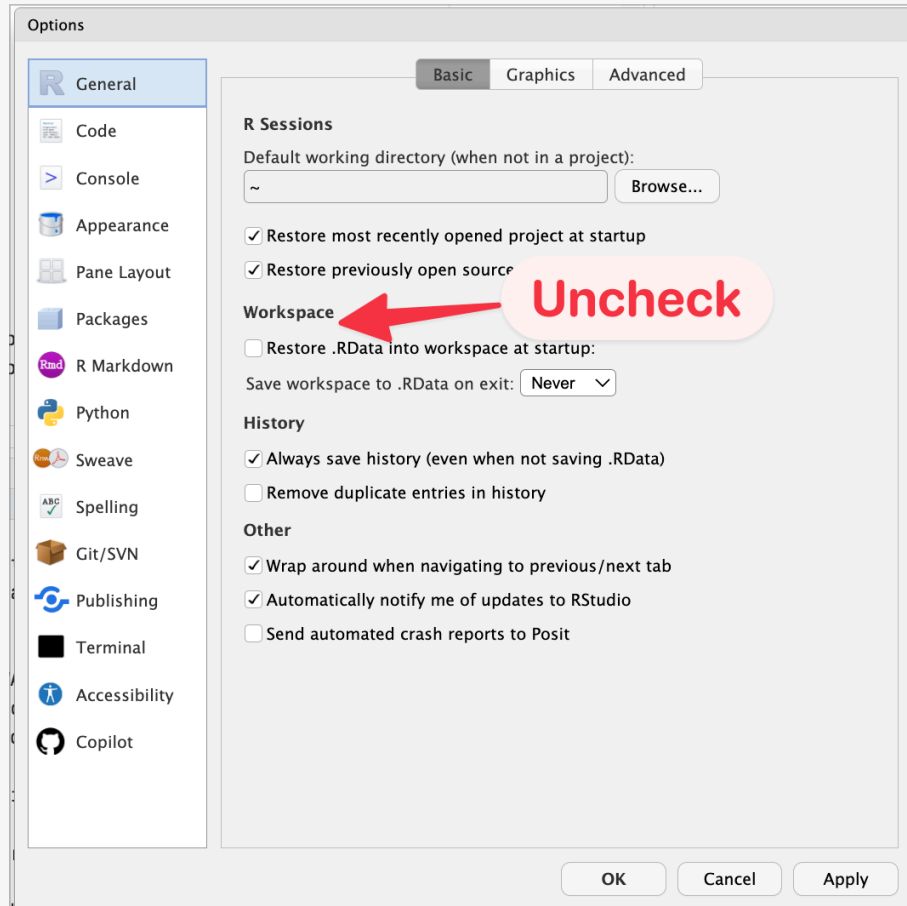 Options
General
Code
Console
Appearance
Pane Layout
Packages
Rmd R Markdown
Python
Rnw Sweave
ABC Spelling
Git/SVN
Publishing
Terminal
Accessibility
Copilot
Basic Graphics Advanced
R Sessions
Default working directory (when not in a project):
~ Browse...
Restore most recently opened project at startup
Restore previously open source
Uncheck
Workspace
Restore .RData into workspace at startup:
Save workspace to .RData on exit: Never
History
Always save history (even when not saving .RData)
Remove duplicate entries in history
Other
Wrap around when navigating to previous/next tab
Automatically notify me of updates to RStudio
Send automated crash reports to Posit
OK Cancel Apply